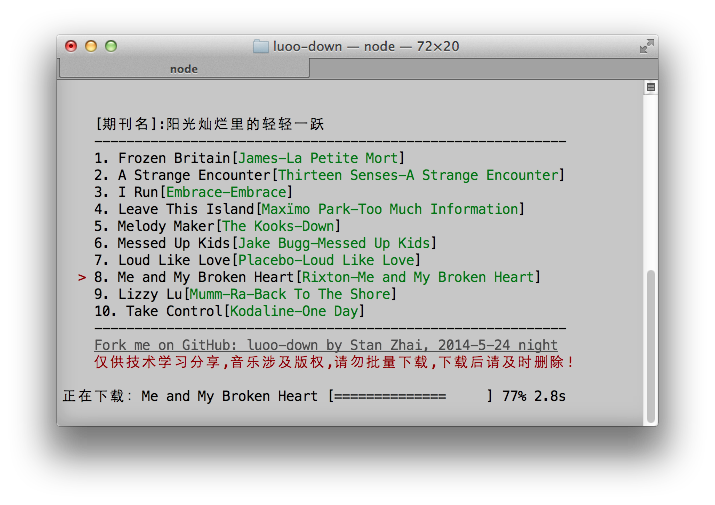 luoo-down — node — 72×20
node
[期刊名]:阳光灿烂里的轻轻一跃
-----------------------------------------------------------
1. Frozen Britain[James-La Petite Mort]
2. A Strange Encounter[Thirteen Senses-A Strange Encounter]
3. I Run[Embrace-Embrace]
4. Leave This Island[Maxïmo Park-Too Much Information]
5. Melody Maker[The Kooks-Down]
6. Messed Up Kids[Jake Bugg-Messed Up Kids]
7. Loud Like Love[Placebo-Loud Like Love]
> 8. Me and My Broken Heart[Rixton-Me and My Broken Heart]
9. Lizzy Lu[Mumm-Ra-Back To The Shore]
10. Take Control[Kodaline-One Day]
-----------------------------------------------------------
Fork me on GitHub: luoo-down by Stan Zhai, 2014-5-24 night
仅供技术学习分享,音乐涉及版权,请勿批量下载,下载后请及时删除!
正在下载: Me and My Broken Heart [==============     ] 77% 2.8s